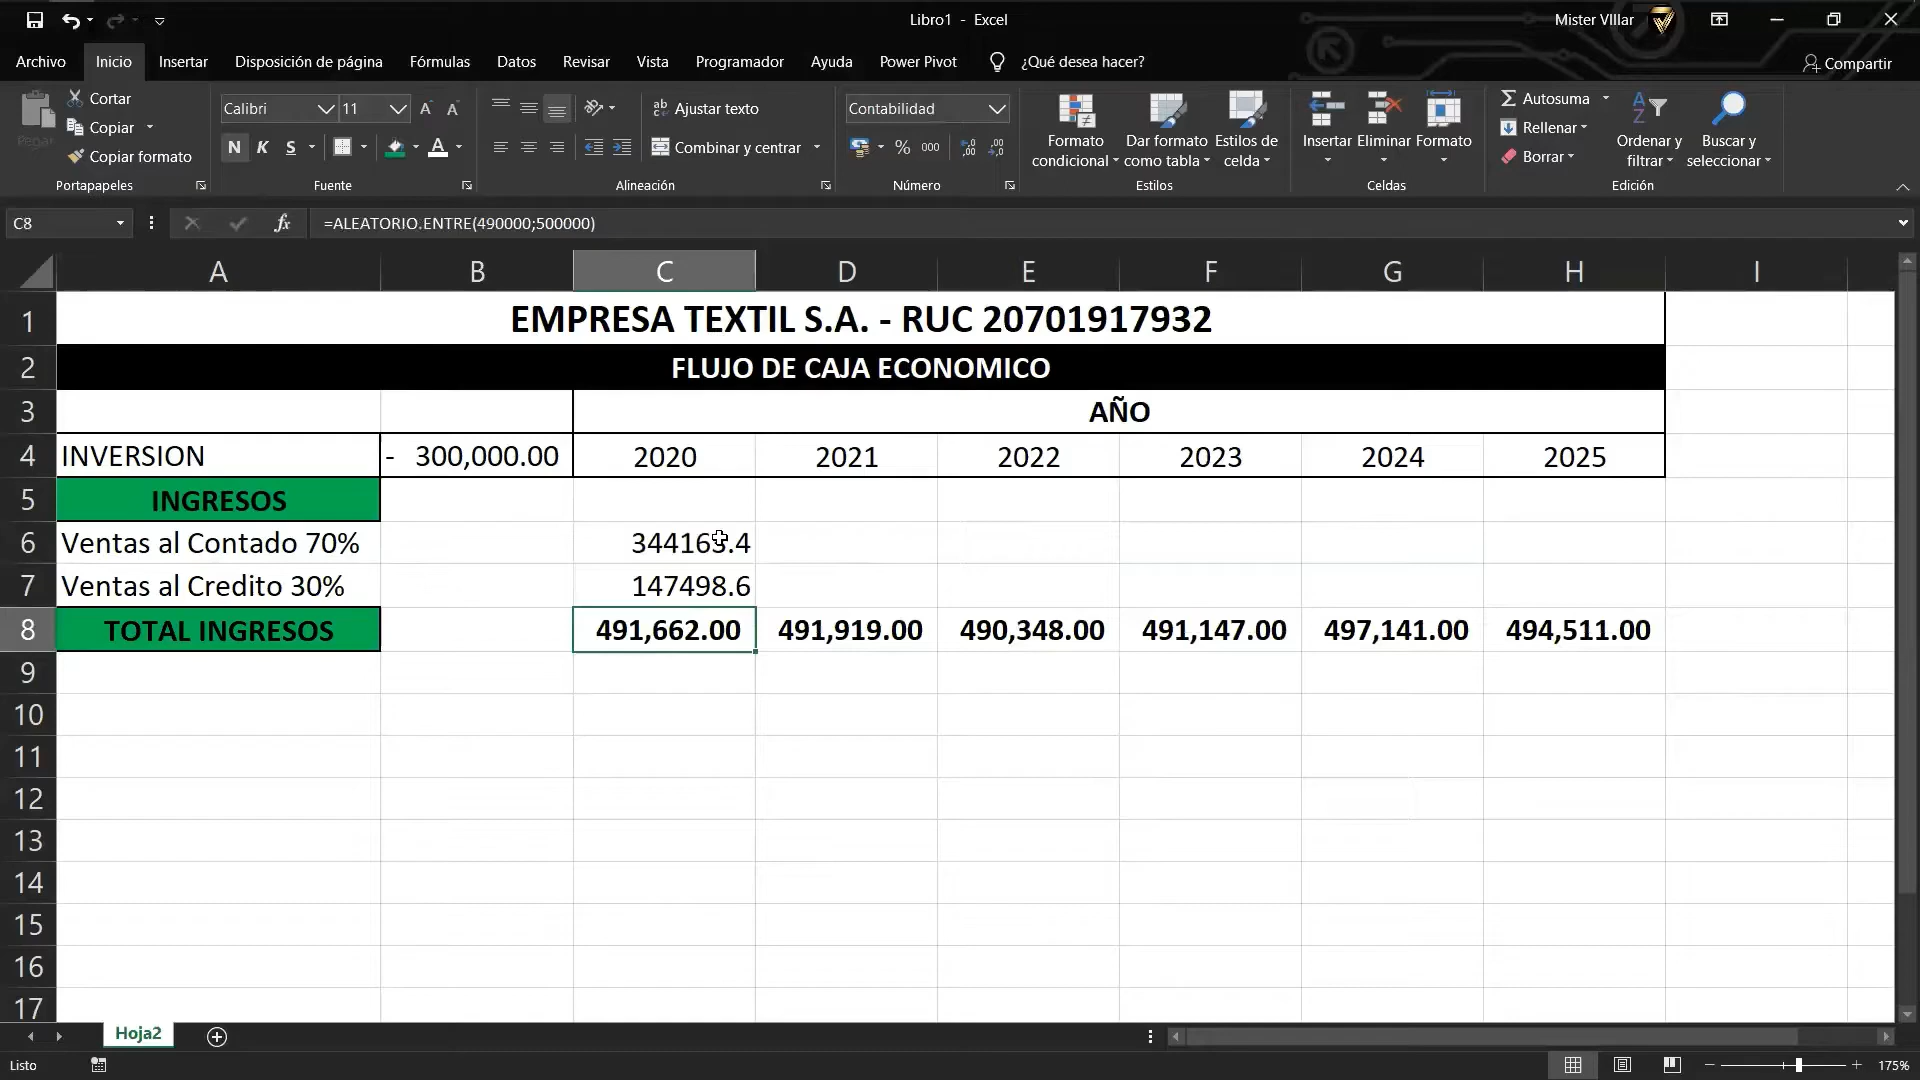 Libro1 - Excel
Mister VIllar
Archivo Inicio Insertar Disposición de página Fórmulas Datos Revisar Vista Programador Ayuda Power Pivot ¿Qué desea hacer? Compartir
Pegar
Cortar
Copiar
Copiar formato
Portapapeles
Calibri 11
N K S
Fuente
Ajustar texto
Combinar y centrar
Alineación
Contabilidad
% 000
Número
Formato condicional
Dar formato como tabla
Estilos de celda
Estilos
Insertar
Eliminar
Formato
Celdas
Autosuma
Rellenar
Borrar
Ordenar y filtrar
Buscar y seleccionar
Edición
C8 fx =ALEATORIO.ENTRE(490000;500000)
A B C D E F G H I
1 EMPRESA TEXTIL S.A. - RUC 20701917932
2 FLUJO DE CAJA ECONOMICO
3 AÑO
4 INVERSION - 300,000.00 2020 2021 2022 2023 2024 2025
5 INGRESOS
6 Ventas al Contado 70% 344163.4
7 Ventas al Credito 30% 147498.6
8 TOTAL INGRESOS 491,662.00 491,919.00 490,348.00 491,147.00 497,141.00 494,511.00
9
10
11
12
13
14
15
16
17
Hoja2
Listo
175%